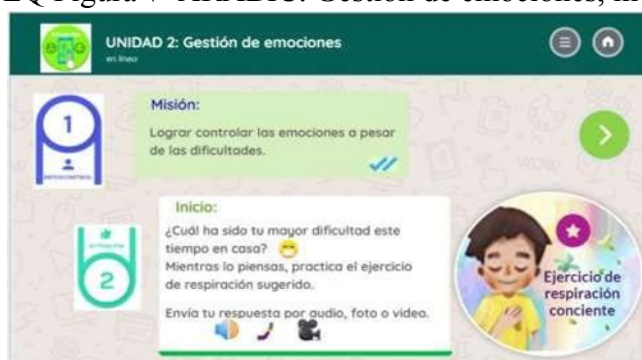 UNIDAD 2: Gestión de emociones
en línea
1
Misión:
Lograr controlar las emociones a pesar
de las dificultades.
Inicio:
¿Cuál ha sido tu mayor dificultad este
tiempo en casa?
Mientras lo piensas, practica el ejercicio
de respiración sugerido.
Envía tu respuesta por audio, foto o video.
2
Ejercicio de
respiración
conciente